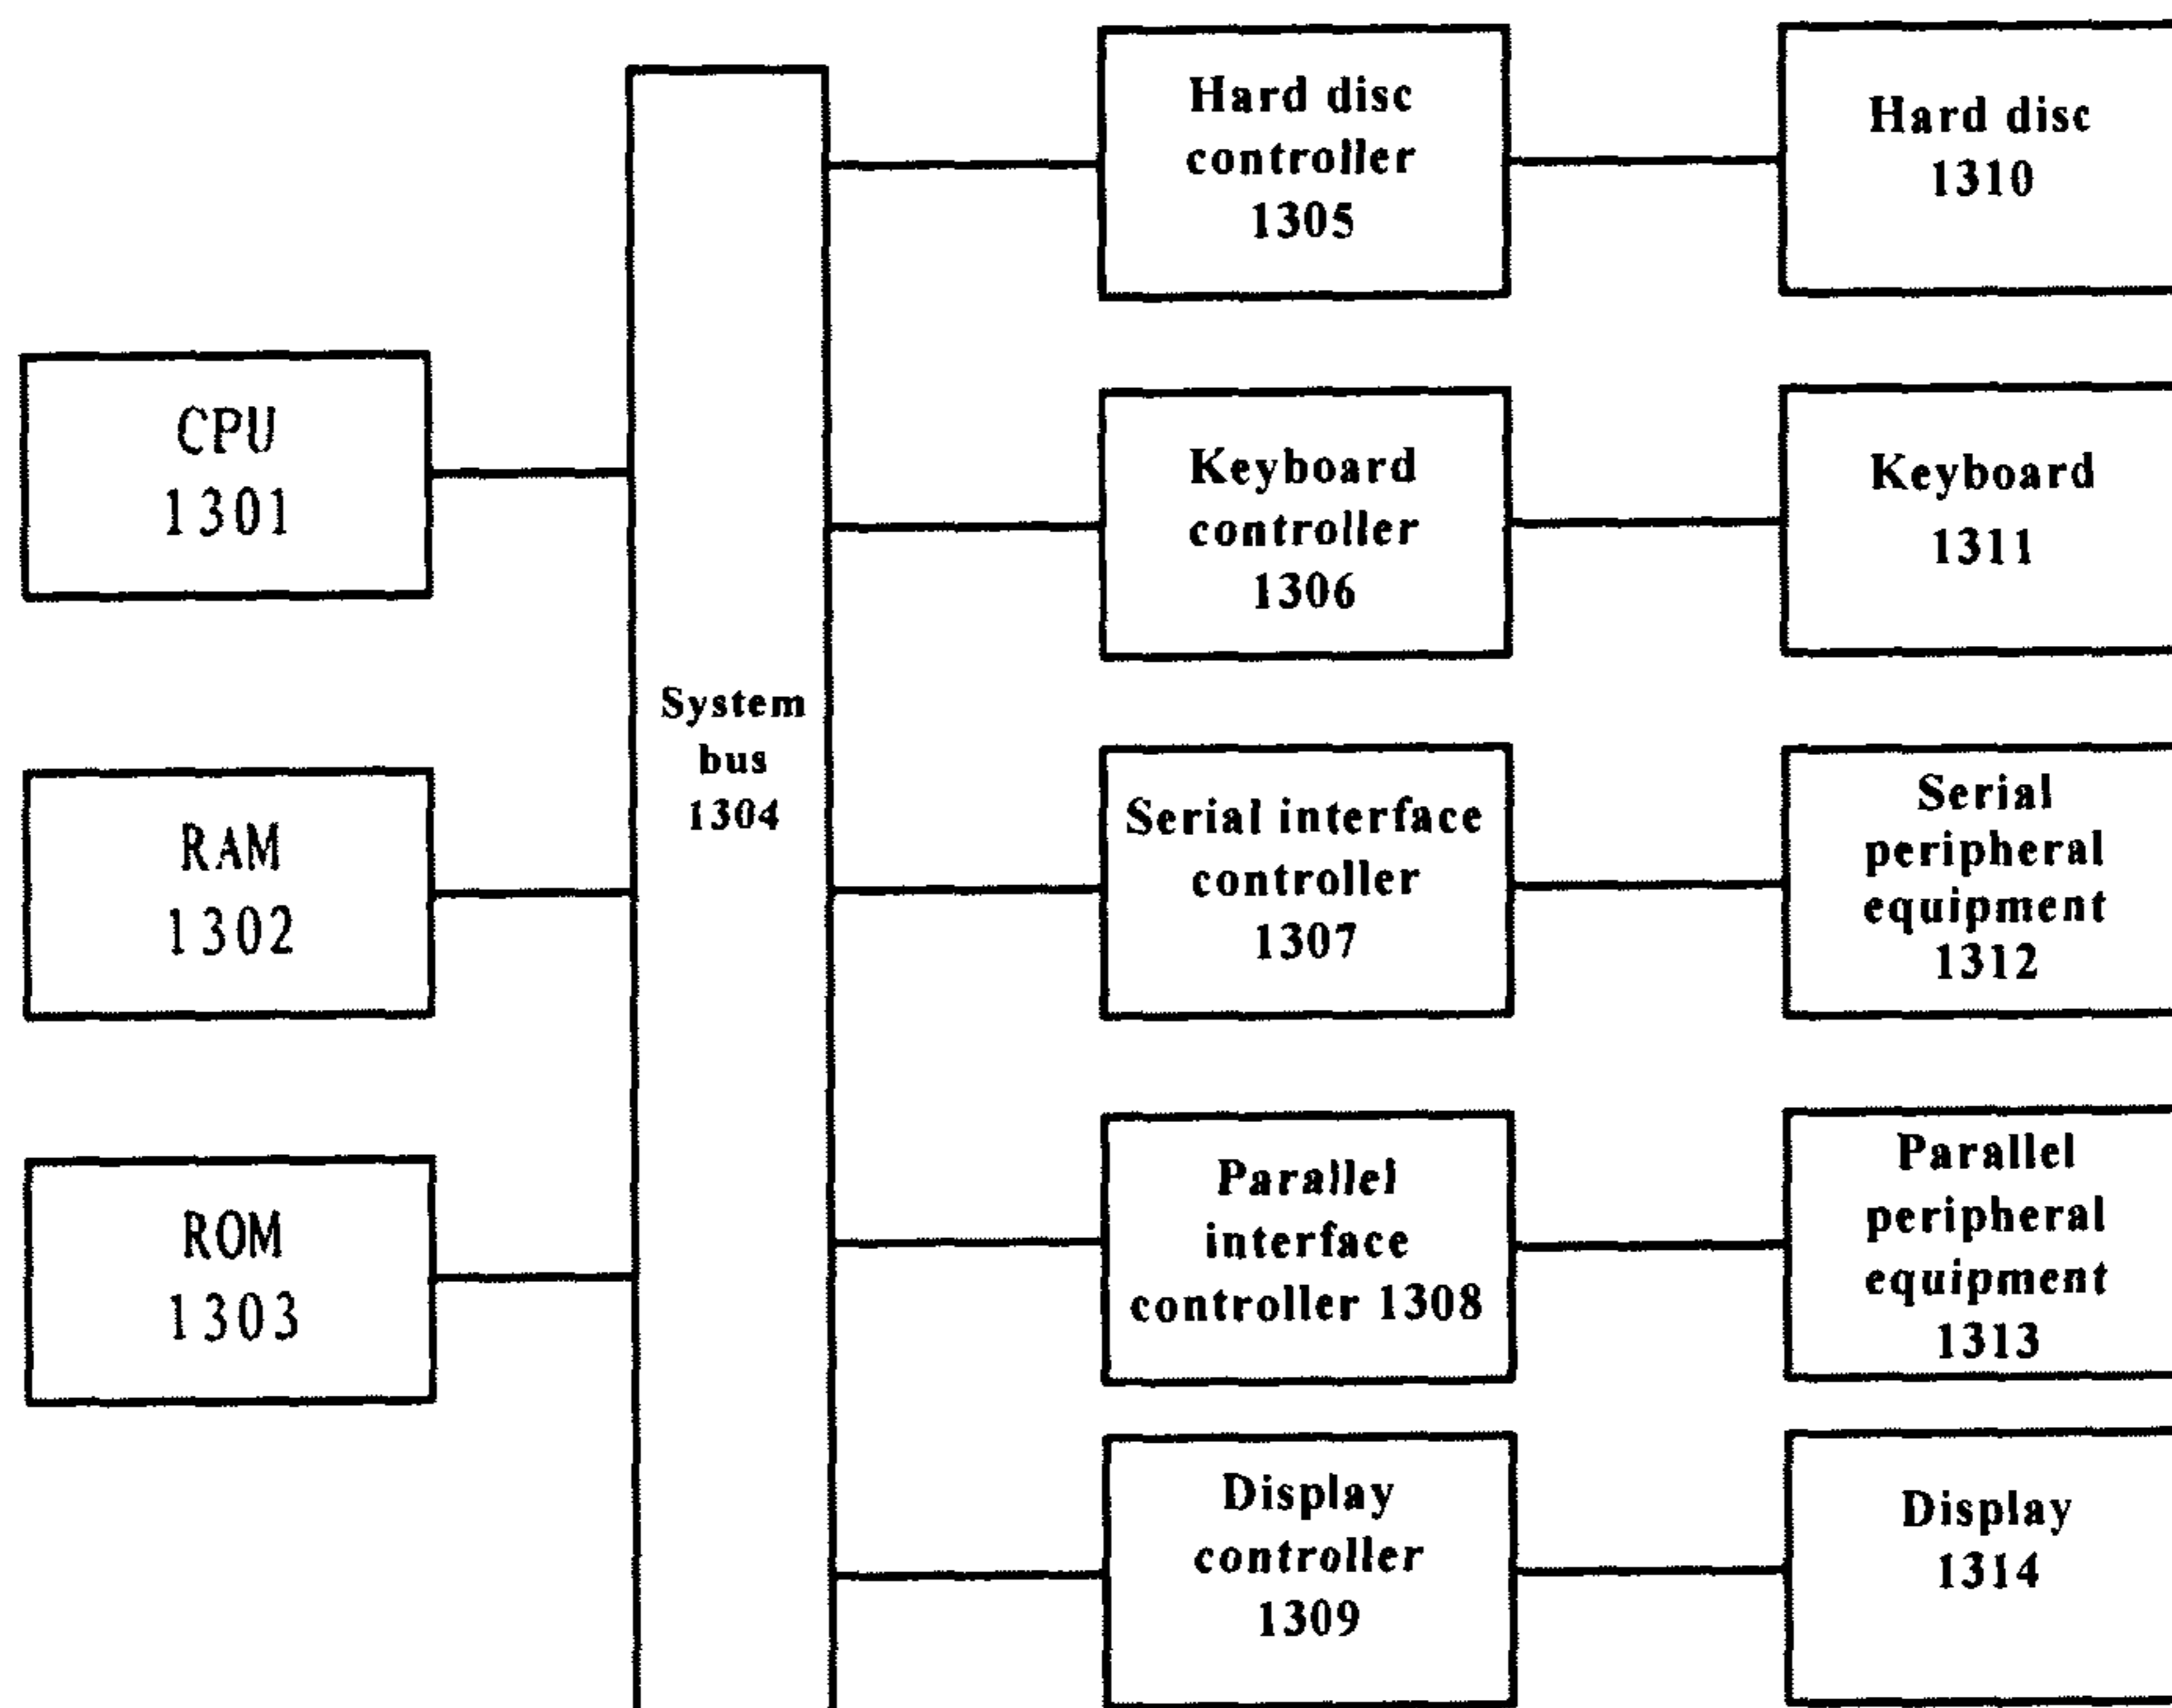 CPU
1301
RAM
1302
ROM
1303
System
bus
1304
Hard disc
controller
1305
Keyboard
controller
1306
Serial interface
controller
1307
Parallel
interface
controller 1308
Display
controller
1309
Hard disc
1310
Keyboard
1311
Serial
peripheral
equipment
1312
Parallel
peripheral
equipment
1313
Display
1314